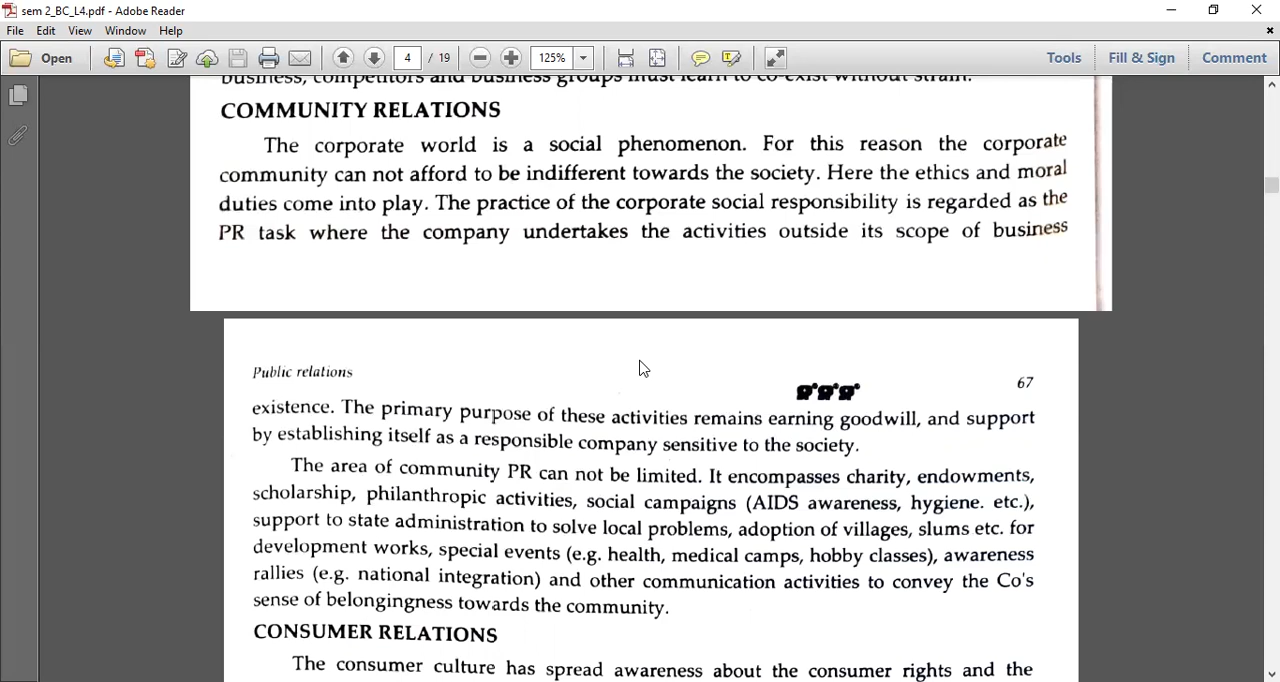 sem 2_BC_L4.pdf - Adobe Reader
File Edit View Window Help
Open 4 / 19 125% Tools Fill & Sign Comment
business, competitors and business groups must learn to co-exist without strain.
COMMUNITY RELATIONS
The corporate world is a social phenomenon. For this reason the corporate
community can not afford to be indifferent towards the society. Here the ethics and moral
duties come into play. The practice of the corporate social responsibility is regarded as the
PR task where the company undertakes the activities outside its scope of business
Public relations 67
existence. The primary purpose of these activities remains earning goodwill, and support
by establishing itself as a responsible company sensitive to the society.
The area of community PR can not be limited. It encompasses charity, endowments,
scholarship, philanthropic activities, social campaigns (AIDS awareness, hygiene. etc.),
support to state administration to solve local problems, adoption of villages, slums etc. for
development works, special events (e.g. health, medical camps, hobby classes), awareness
rallies (e.g. national integration) and other communication activities to convey the Co's
sense of belongingness towards the community.
CONSUMER RELATIONS
The consumer culture has spread awareness about the consumer rights and the